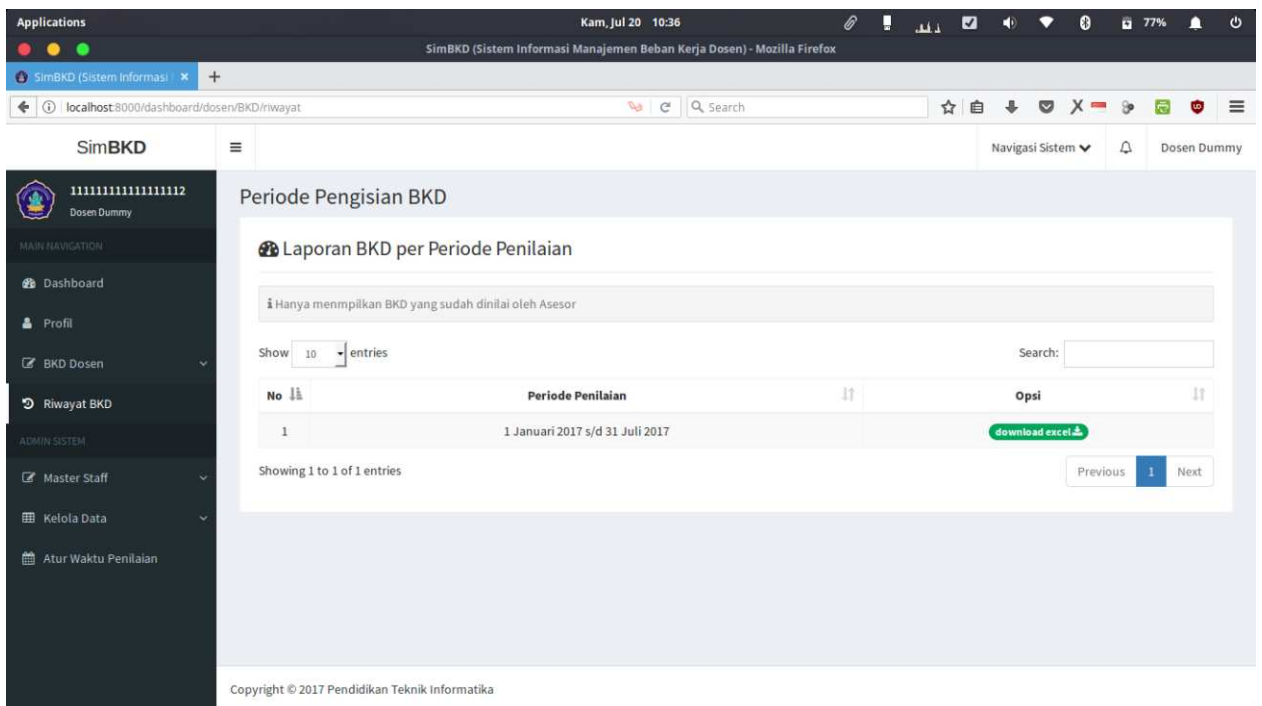 Applications
Kam, Jul 20 10:36
77%
SimBKD (Sistem Informasi Manajemen Beban Kerja Dosen) - Mozilla Firefox
SimBKD (Sistem Informasi
localhost:8000/dashboard/dosen/BKD/riwayat
Search
SimBKD
Navigasi Sistem
Dosen Dummy
111111111111111112
Dosen Dummy
MAIN NAVIGATION
Dashboard
Profil
BKD Dosen
Riwayat BKD
ADMIN SISTEM
Master Staff
Kelola Data
Atur Waktu Penilaian
Periode Pengisian BKD
Laporan BKD per Periode Penilaian
Hanya menmpilkan BKD yang sudah dinilai oleh Asesor
Show 10 entries
Search:
No Periode Penilaian Opsi
1 1 Januari 2017 s/d 31 Juli 2017 download excel
Showing 1 to 1 of 1 entries
Previous 1 Next
Copyright © 2017 Pendidikan Teknik Informatika